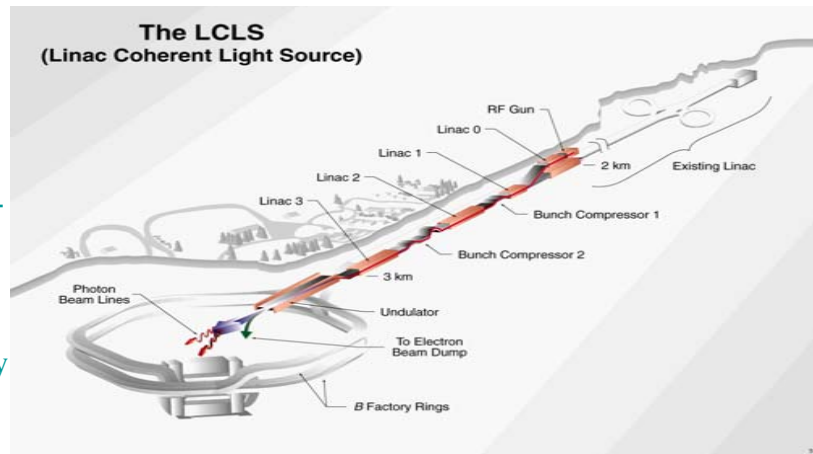 The LCLS
(Linac Coherent Light Source)
RF Gun
Linac 0
Linac 1
2 km
Existing Linac
Linac 2
Linac 3
Bunch Compressor 1
Bunch Compressor 2
3 km
Photon
Beam Lines
Undulator
To Electron
Beam Dump
y
B Factory Rings